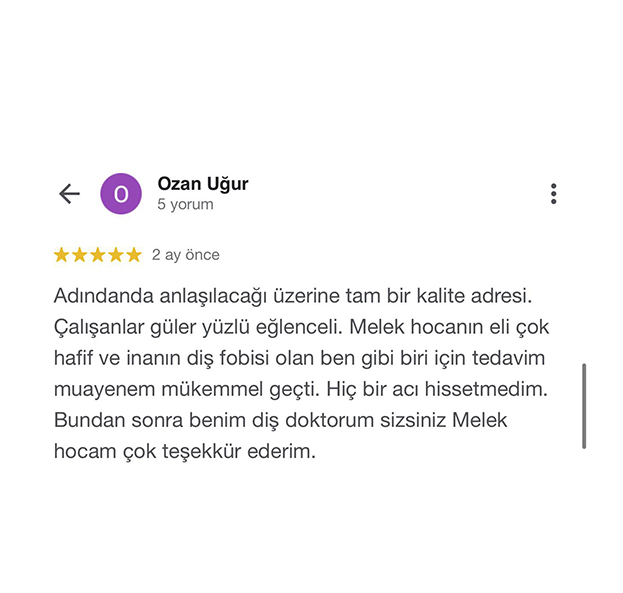 O
Ozan Uğur
5 yorum
2 ay önce
Adındanda anlaşılacağı üzerine tam bir kalite adresi.
Çalışanlar güler yüzlü eğlenceli. Melek hocanın eli çok
hafif ve inanın diş fobisi olan ben gibi biri için tedavim
muayenem mükemmel geçti. Hiç bir acı hissetmedim.
Bundan sonra benim diş doktorum sizsiniz Melek
hocam çok teşekkür ederim.